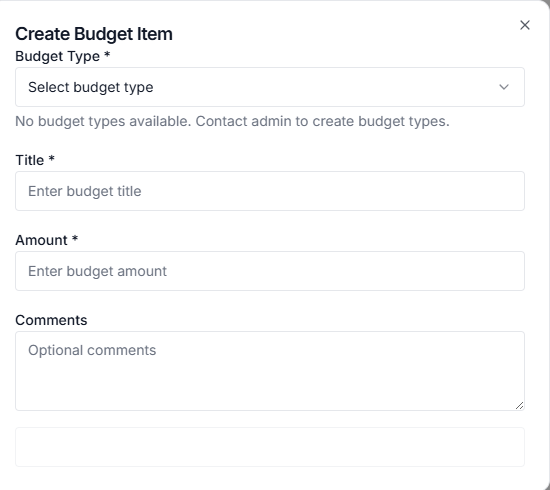 Create Budget Item
Budget Type *
Select budget type
No budget types available. Contact admin to create budget types.
Title *
Enter budget title
Amount *
Enter budget amount
Comments
Optional comments